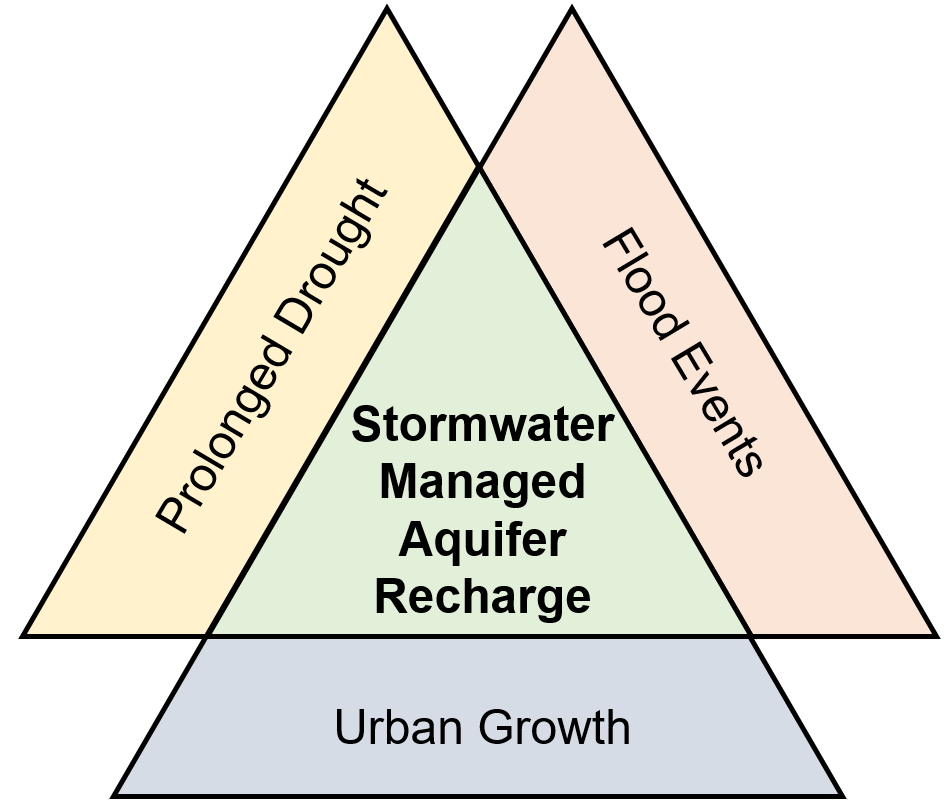 Prolonged Drought
Flood Events
Stormwater
Managed
Aquifer
Recharge
Urban Growth